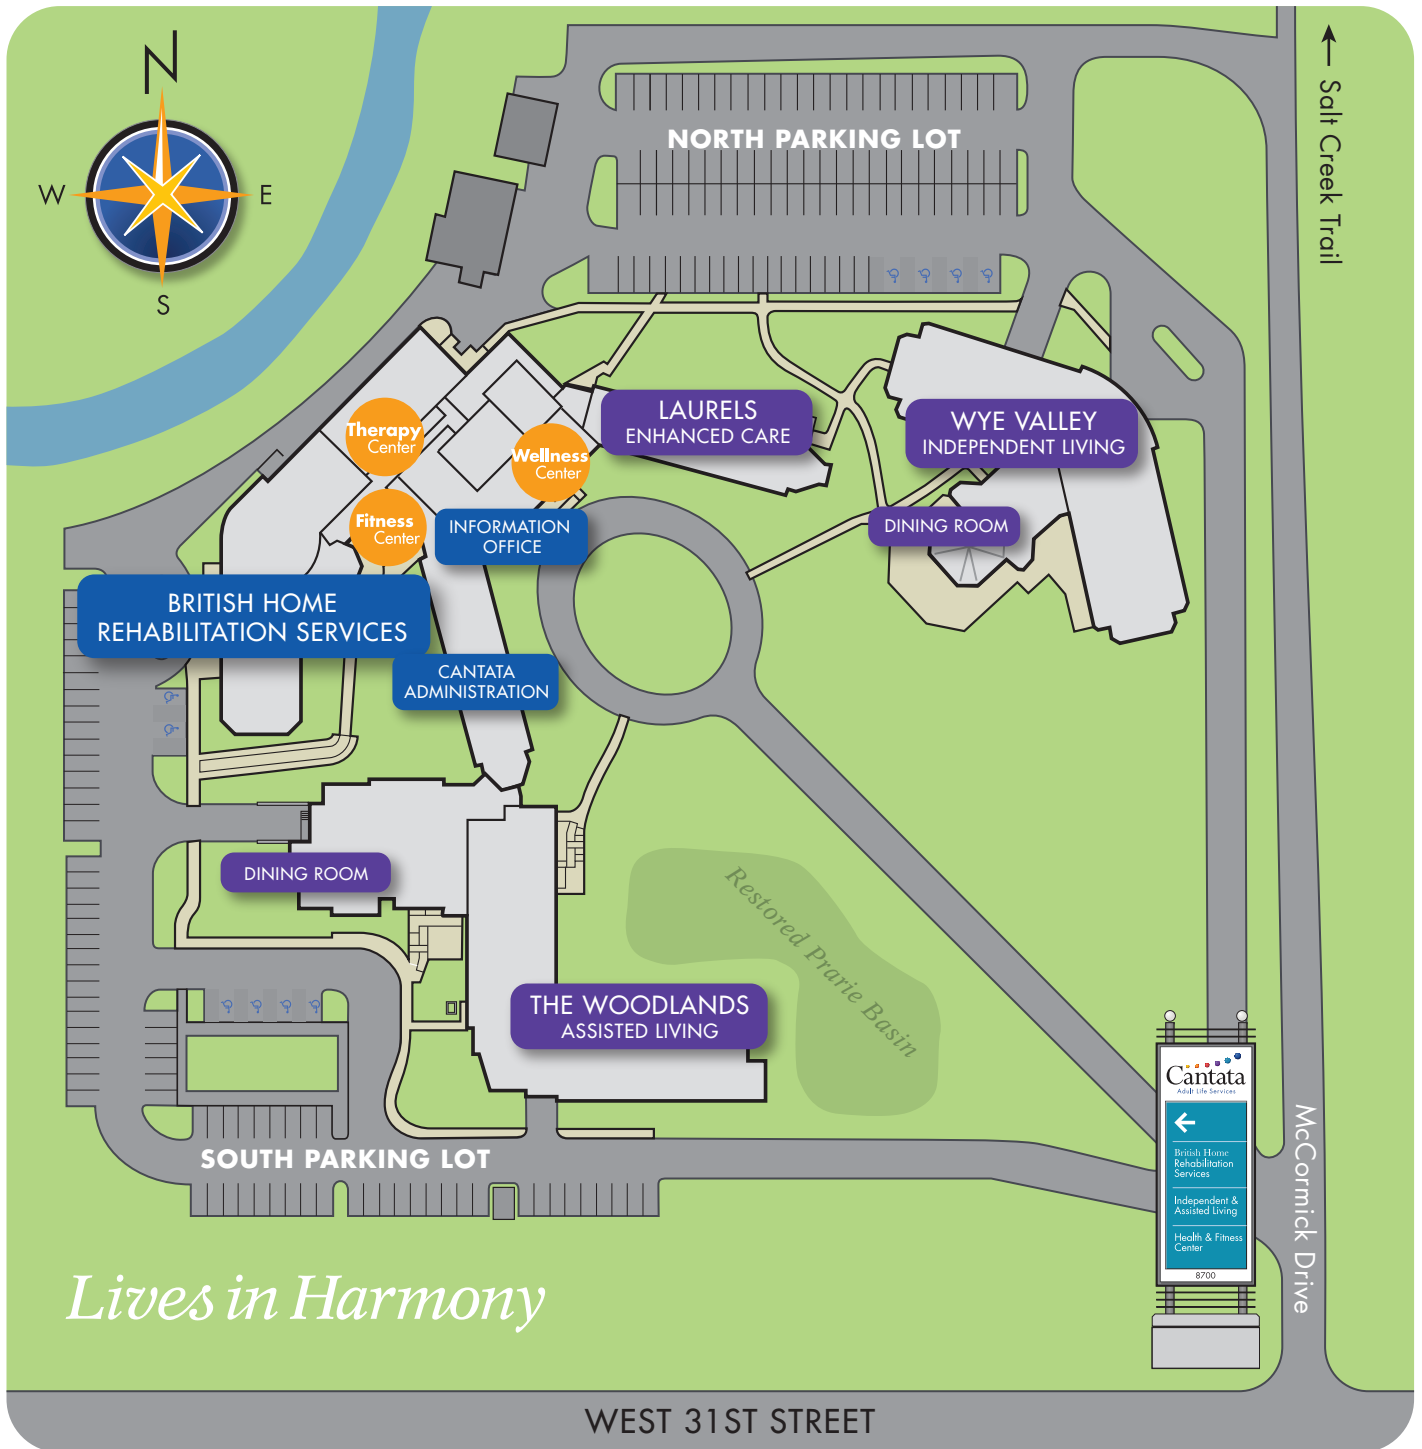 N
W
E
S
Salt Creek Trail
NORTH PARKING LOT
LAURELS
ENHANCED CARE
WYE VALLEY
INDEPENDENT LIVING
Therapy
Center
Wellness
Center
Fitness
Center
INFORMATION
OFFICE
DINING ROOM
BRITISH HOME
REHABILITATION SERVICES
CANTATA
ADMINISTRATION
DINING ROOM
Restored Prarie Basin
THE WOODLANDS
ASSISTED LIVING
SOUTH PARKING LOT
Cantata
Adult Life Services
British Home
Rehabilitation
Services
Independent &
Assisted Living
Health & Fitness
Center
8700
McCormick Drive
Lives in Harmony
WEST 31ST STREET